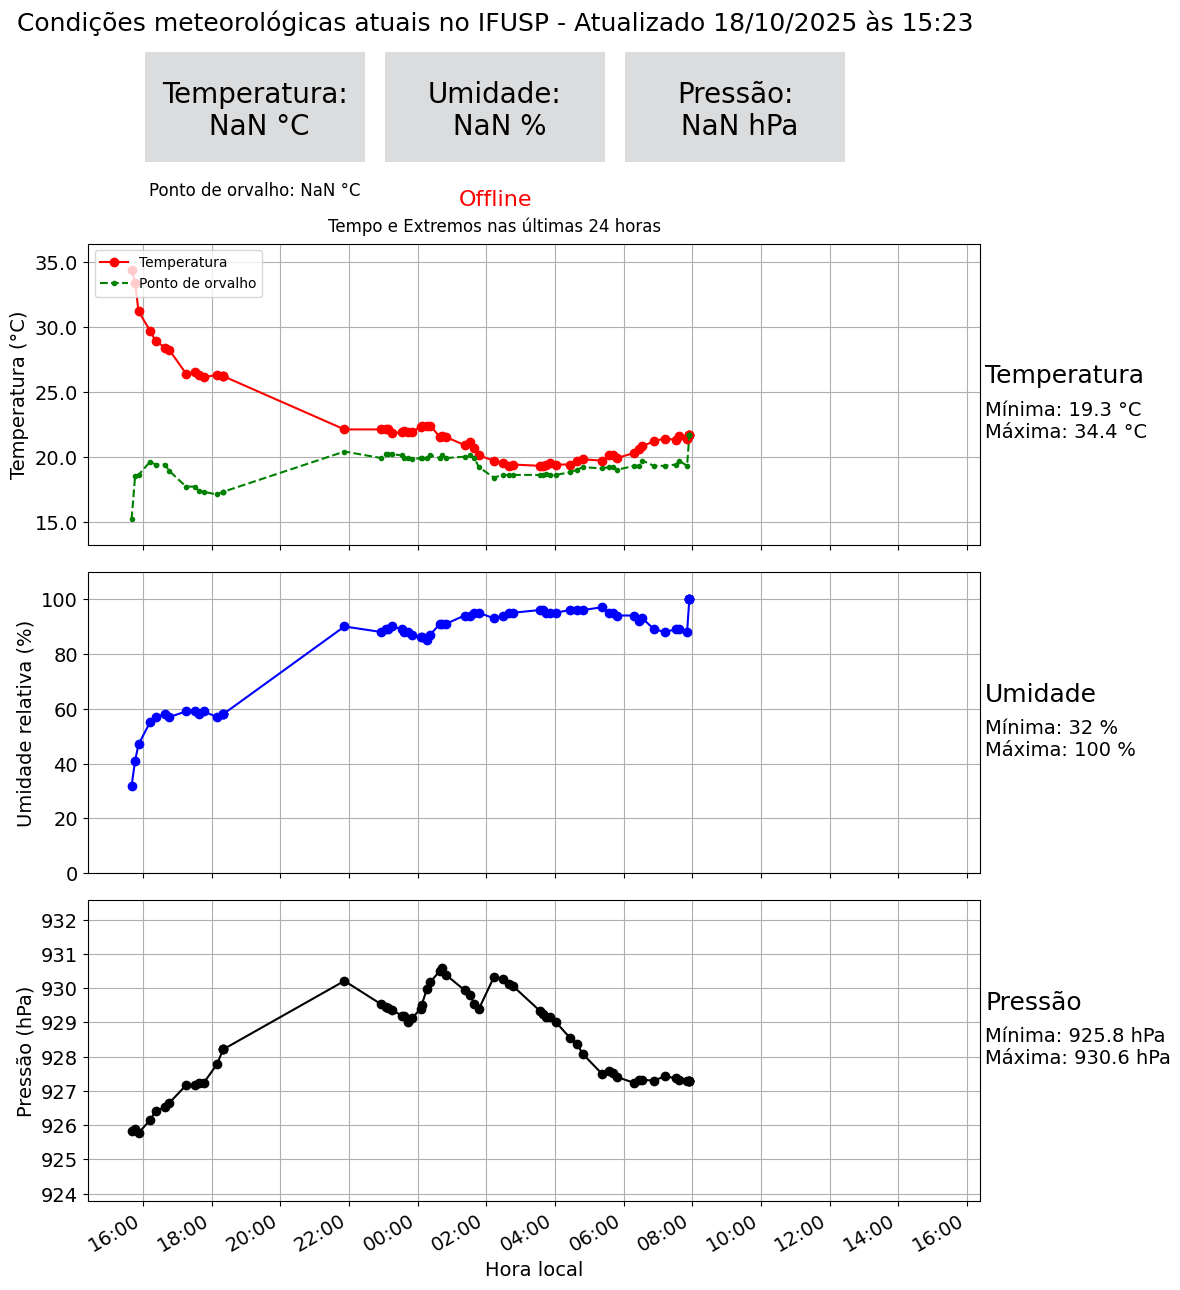 Condições meteorológicas atuais no IFUSP - Atualizado 18/10/2025 às 15:23
Temperatura:
NaN °C
Umidade:
NaN %
Pressão:
NaN hPa
Ponto de orvalho: NaN °C
Offline
Tempo e Extremos nas últimas 24 horas
Temperatura
Ponto de orvalho
Temperatura (°C)
35.0
30.0
25.0
20.0
15.0
Temperatura
Mínima: 19.3 °C
Máxima: 34.4 °C
Umidade relativa (%)
100
80
60
40
20
0
Umidade
Mínima: 32 %
Máxima: 100 %
Pressão (hPa)
932
931
930
929
928
927
926
925
924
Pressão
Mínima: 925.8 hPa
Máxima: 930.6 hPa
16:00 18:00 20:00 22:00 00:00 02:00 04:00 06:00 08:00 10:00 12:00 14:00 16:00
Hora local